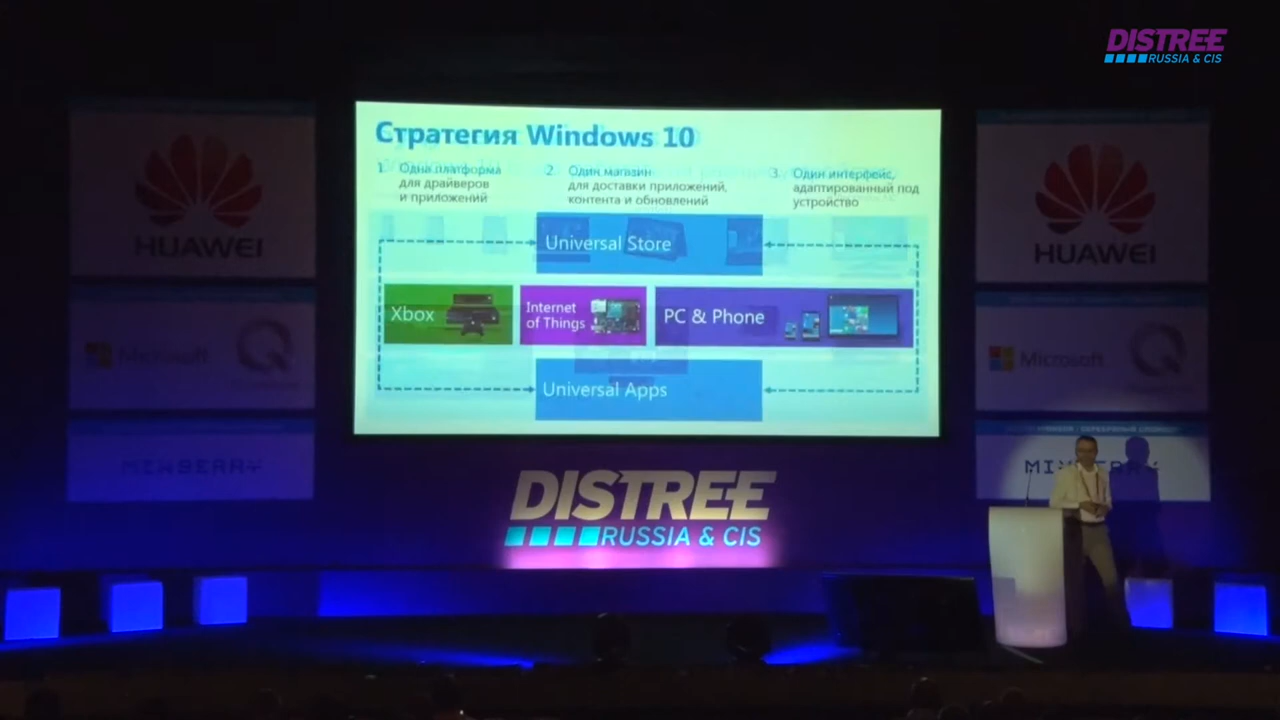 DISTREE
RUSSIA & CIS
HUAWEI
Microsoft
MIXBERRY
Стратегия Windows 10
1. Одна платформа
для драйверов
и приложений
2. Один магазин
для доставки приложений,
контента и обновлений
3. Один интерфейс,
адаптированный под
устройство
Universal Store
Xbox
Internet
of Things
PC & Phone
Universal Apps
DISTREE
RUSSIA & CIS
HUAWEI
Microsoft